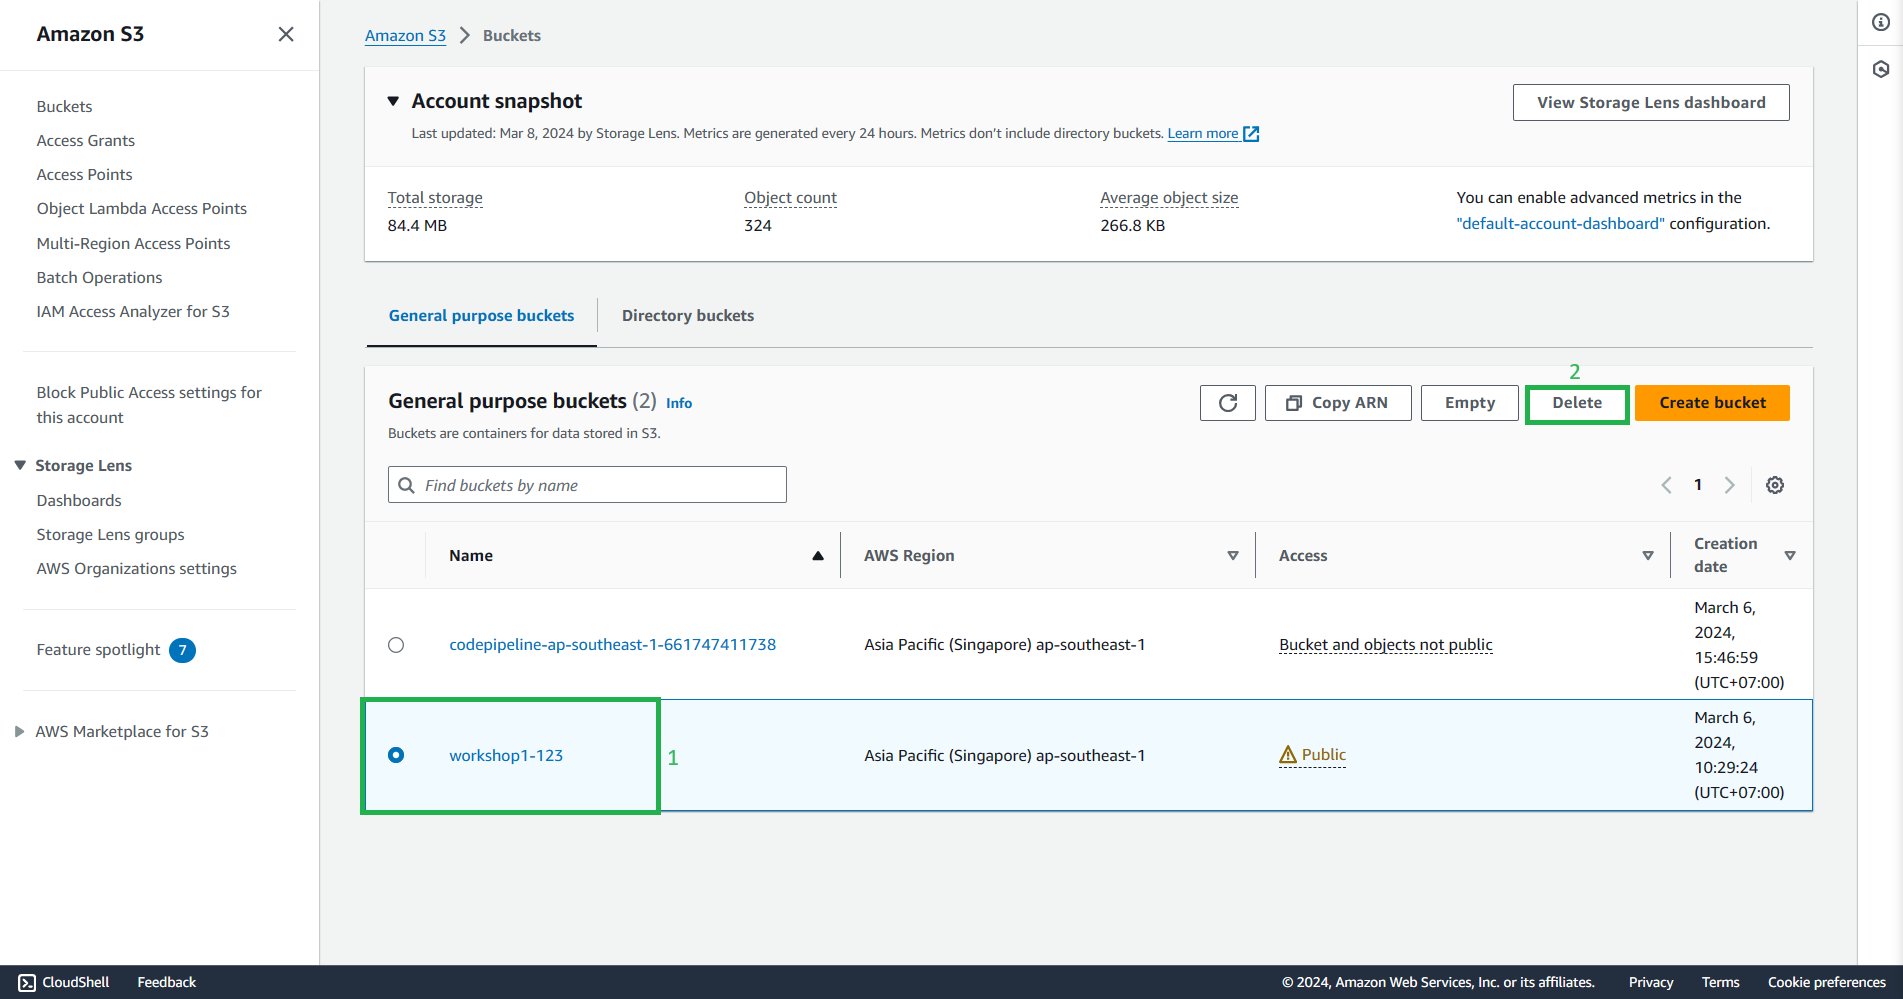 Amazon S3
Buckets
Access Grants
Access Points
Object Lambda Access Points
Multi-Region Access Points
Batch Operations
IAM Access Analyzer for S3
Block Public Access settings for
this account
Storage Lens
Dashboards
Storage Lens groups
AWS Organizations settings
Feature spotlight 7
AWS Marketplace for S3
Amazon S3 Buckets
Account snapshot
View Storage Lens dashboard
Last updated: Mar 8, 2024 by Storage Lens. Metrics are generated every 24 hours. Metrics don't include directory buckets. Learn more
Total storage
84.4 MB
Object count
324
Average object size
266.8 KB
You can enable advanced metrics in the
"default-account-dashboard" configuration.
General purpose buckets
Directory buckets
General purpose buckets (2) Info
Buckets are containers for data stored in S3.
Copy ARN
Empty
2
Delete
Create bucket
Find buckets by name
1
Name
AWS Region
Access
Creation
date
codepipeline-ap-southeast-1-661747411738
Asia Pacific (Singapore) ap-southeast-1
Bucket and objects not public
March 6,
2024,
15:46:59
(UTC+07:00)
workshop1-123
1
Asia Pacific (Singapore) ap-southeast-1
Public
March 6,
2024,
10:29:24
(UTC+07:00)
CloudShell
Feedback
© 2024, Amazon Web Services, Inc. or its affiliates.
Privacy
Terms
Cookie preferences